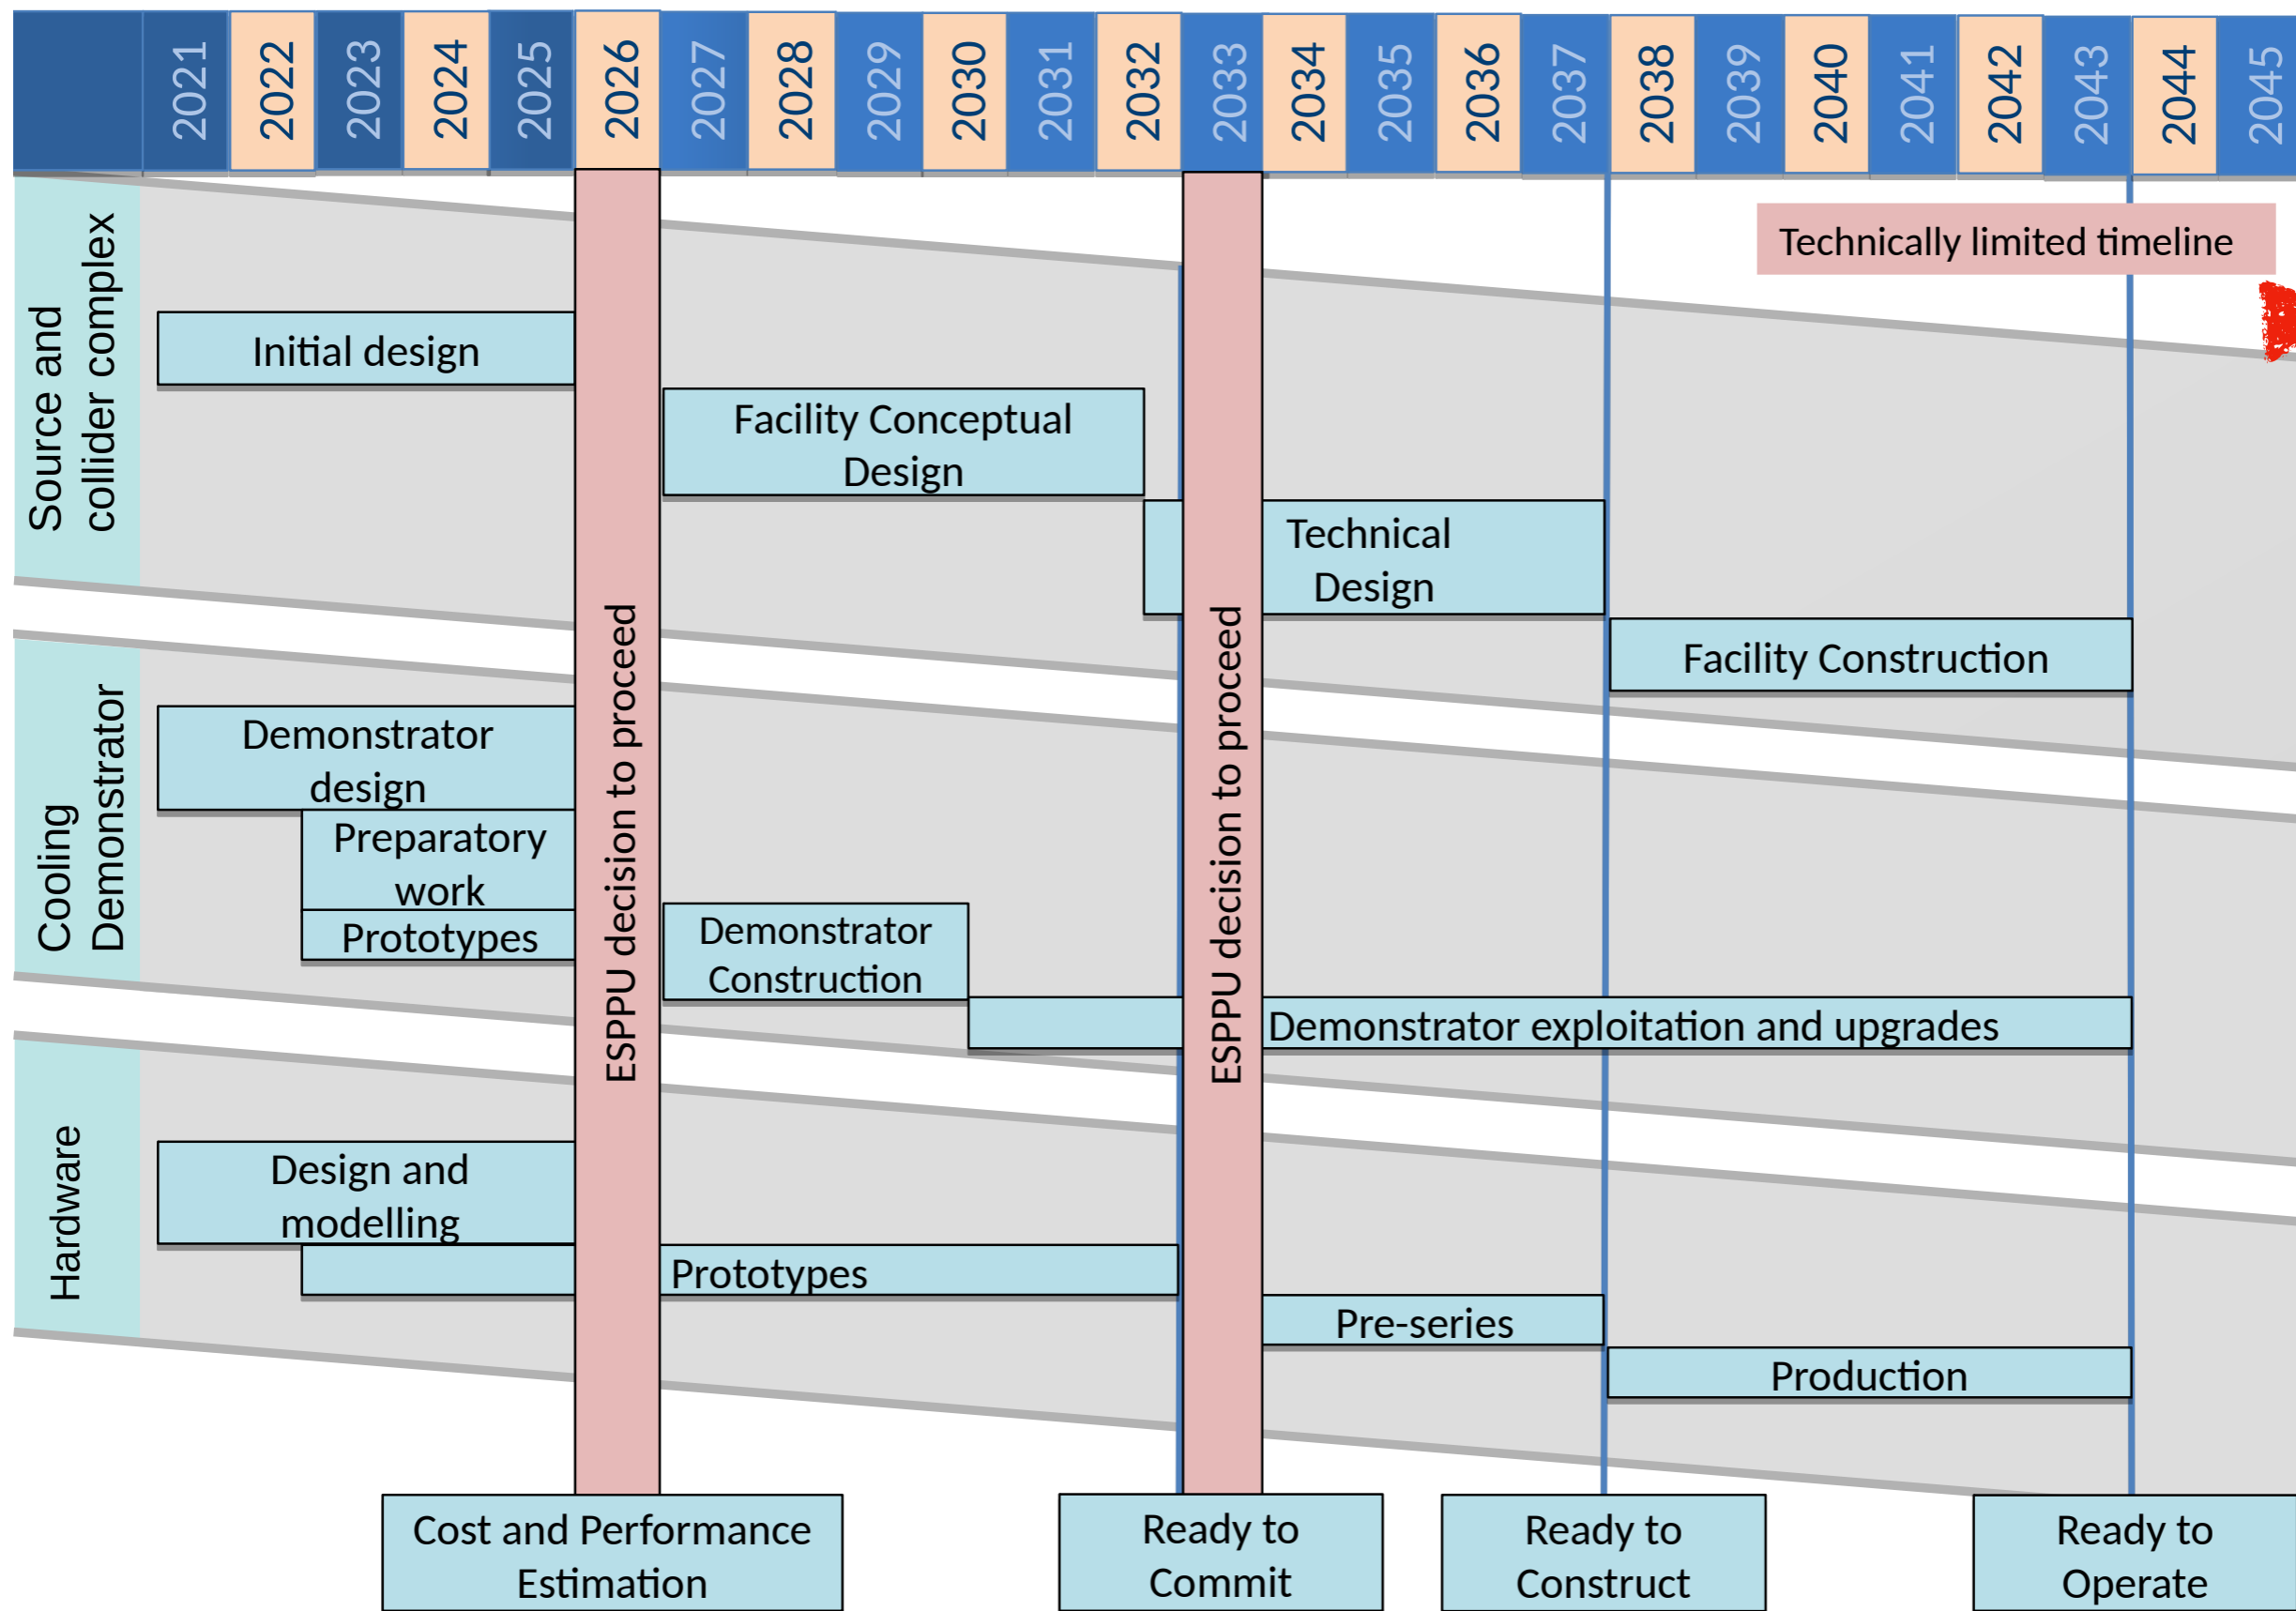 2021
2022
2023
2024
2025
2026
2027
2028
2029
2030
2031
2032
2033
2034
2035
2036
2037
2038
2039
2040
2041
2042
2043
2044
2045
Technically limited timeline
Source and
collider complex
Initial design
Facility Conceptual
Design
Technical
Design
Facility Construction
ESPPU decision to proceed
ESPPU decision to proceed
Cooling
Demonstrator
Demonstrator
design
Preparatory
work
Prototypes
Demonstrator
Construction
Demonstrator exploitation and upgrades
Hardware
Design and
modelling
Prototypes
Pre-series
Production
Cost and Performance
Estimation
Ready to
Commit
Ready to
Construct
Ready to
Operate